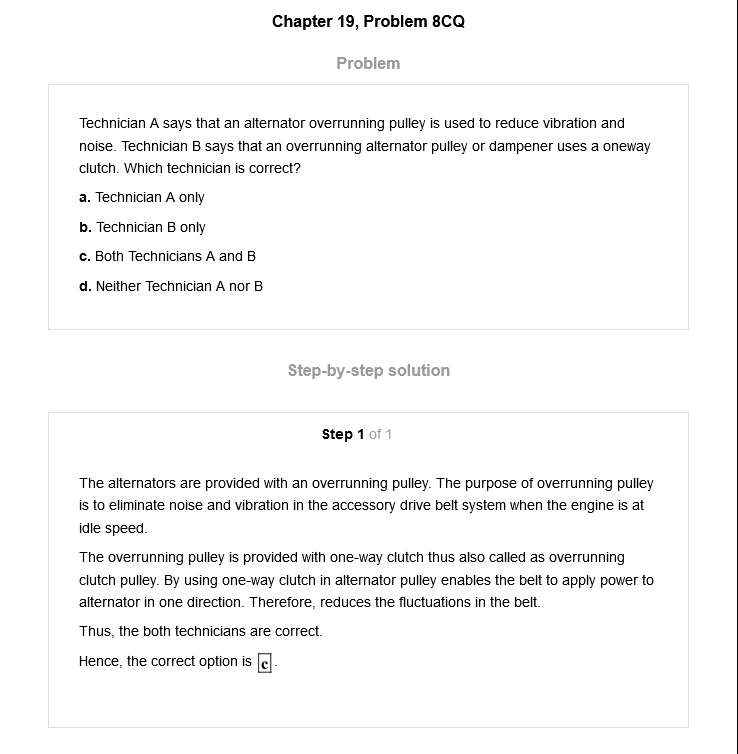 Chapter 19, Problem 8CQ
Problem
Technician A says that an alternator overrunning pulley is used to reduce vibration and
noise. Technician B says that an overrunning alternator pulley or dampener uses a oneway
clutch. Which technician is correct?
a. Technician A only
b. Technician B only
c. Both Technicians A and B
d. Neither Technician A nor B
Step-by-step solution
Step 1 of 1
The alternators are provided with an overrunning pulley. The purpose of overrunning pulley
is to eliminate noise and vibration in the accessory drive belt system when the engine is at
idle speed.
The overrunning pulley is provided with one-way clutch thus also called as overrunning
clutch pulley. By using one-way clutch in alternator pulley enables the belt to apply power to
alternator in one direction. Therefore, reduces the fluctuations in the belt.
Thus, the both technicians are correct.
Hence, the correct option is c.